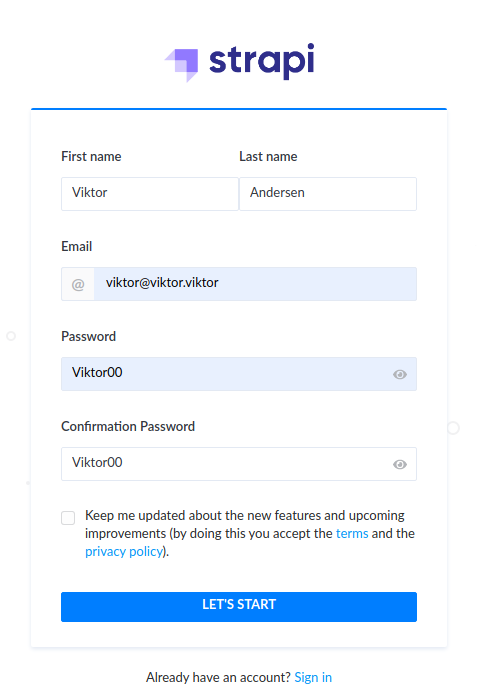 strapi
First name Last name
Viktor Andersen
Email
@ viktor@viktor.viktor
Password
Viktor00
Confirmation Password
Viktor00
Keep me updated about the new features and upcoming
improvements (by doing this you accept the terms and the
privacy policy).
LET'S START
Already have an account? Sign in